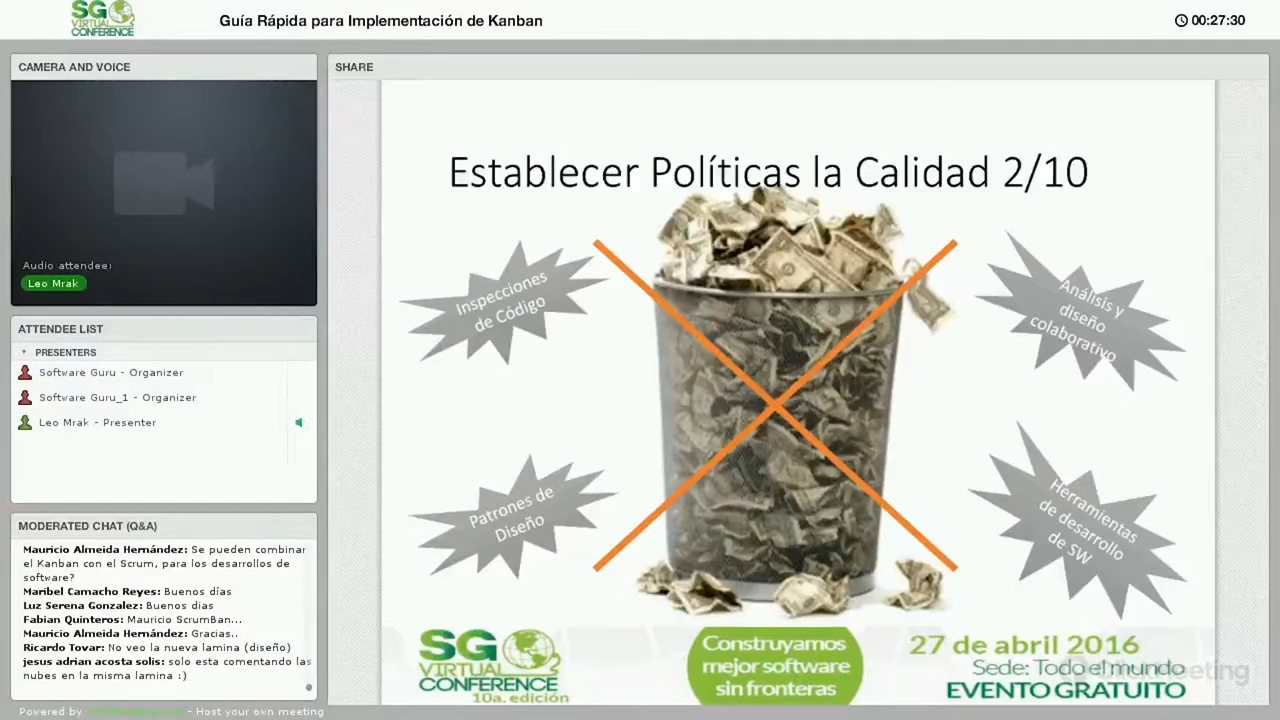 SG
VIRTUAL
CONFERENCE
Guía Rápida para Implementación de Kanban
00:27:30
CAMERA AND VOICE
Audio attendee:
Leo Mrak
ATTENDEE LIST
PRESENTERS
Software Guru - Organizer
Software Guru_1 - Organizer
Leo Mrak - Presenter
MODERATED CHAT (Q&A)
Mauricio Almeida Hernández: Se pueden combinar
el Kanban con el Scrum, para los desarrollos de
software?
Maribel Camacho Reyes: Buenos días
Luz Serena Gonzalez: Buenos dias
Fabian Quinteros: Mauricio ScrumBan...
Mauricio Almeida Hernández: Gracias..
Ricardo Tovar: No veo la nueva lamina (diseño)
jesus adrian acosta solis: solo esta comentando las
nubes en la misma lamina :)
Powered by
- Host your own meeting
SHARE
Establecer Políticas la Calidad 2/10
Inspecciones
de Código
Análisis y
diseño
colaborativo
Patrones de
Diseño
Herramientas
de desarrollo
de SW
SG
VIRTUAL
CONFERENCE
10a. edición
Construyamos
mejor software
sin fronteras
27 de abril 2016
Sede: Todo el mundo
EVENTO GRATUITO